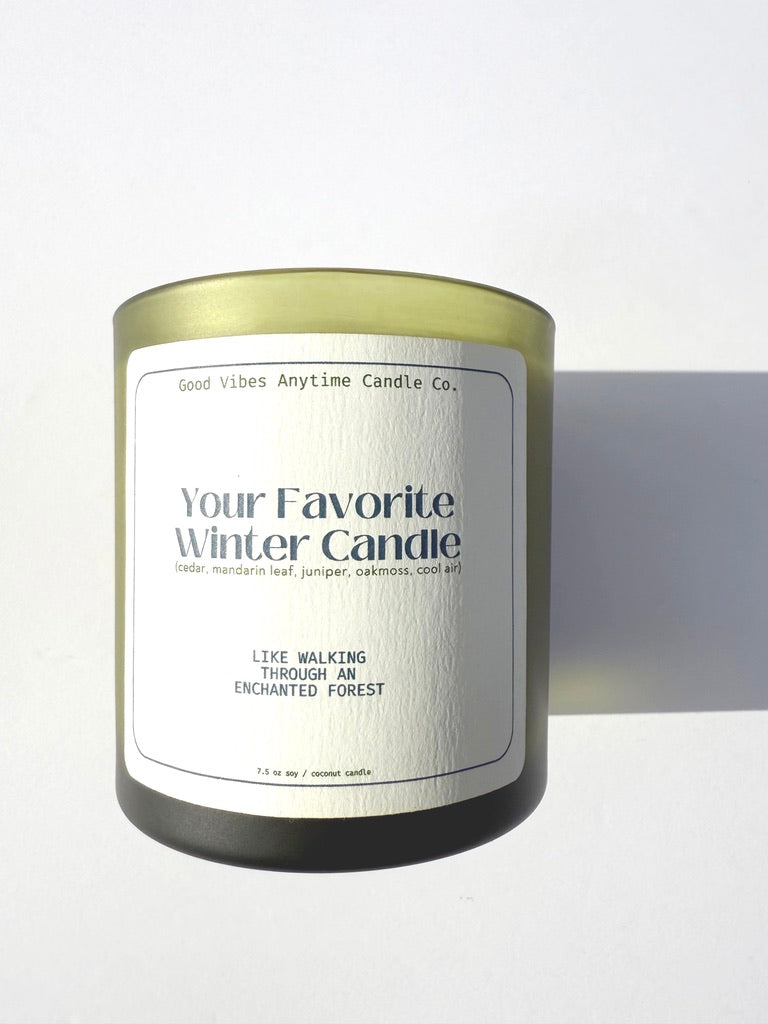 Good Vibes Anytime Candle Co.
Your Favorite
Winter Candle
(cedar, mandarin leaf, juniper, oakmoss, cool air)
LIKE WALKING
THROUGH AN
ENCHANTED FOREST
7.5 oz soy / coconut candle